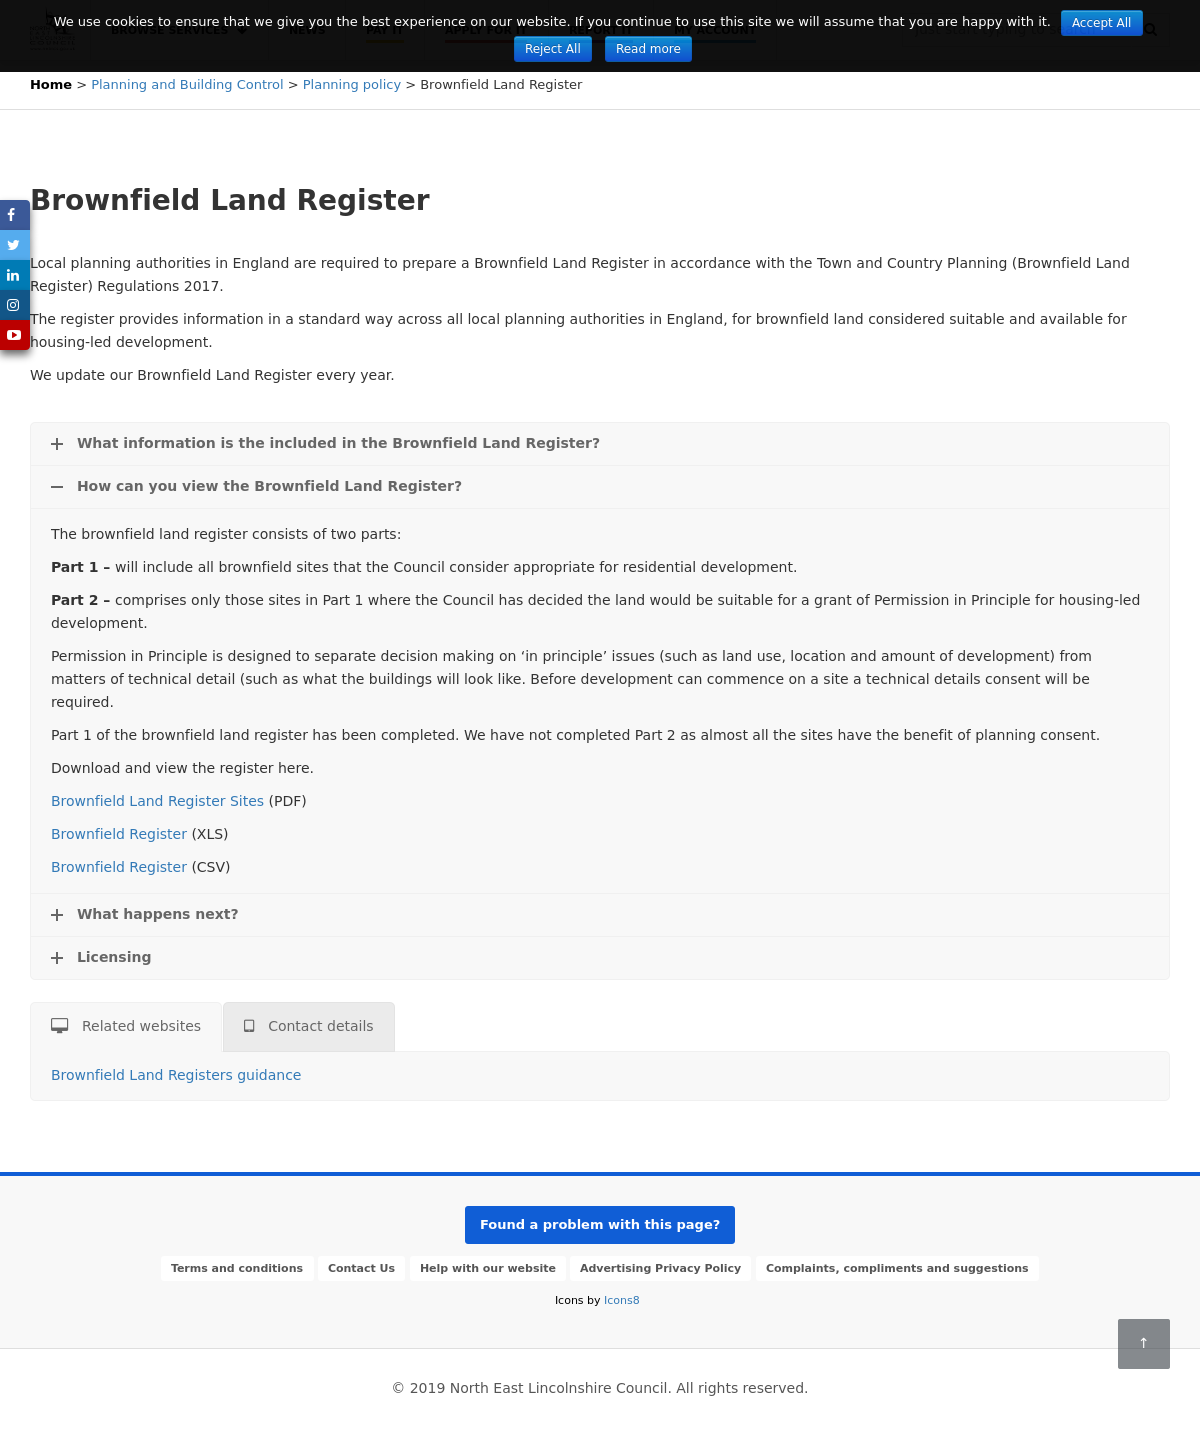 We use cookies to ensure that we give you the best experience on our website. If you continue to use this site we will assume that you are happy with it. Accept All
Reject All Read more
BROWSE SERVICES NEWS PAY IT APPLY FOR IT REPORT IT MY ACCOUNT
Home > Planning and Building Control > Planning policy > Brownfield Land Register
Brownfield Land Register
Local planning authorities in England are required to prepare a Brownfield Land Register in accordance with the Town and Country Planning (Brownfield Land
Register) Regulations 2017.
The register provides information in a standard way across all local planning authorities in England, for brownfield land considered suitable and available for
housing-led development.
We update our Brownfield Land Register every year.
What information is the included in the Brownfield Land Register?
How can you view the Brownfield Land Register?
The brownfield land register consists of two parts:
Part 1 – will include all brownfield sites that the Council consider appropriate for residential development.
Part 2 – comprises only those sites in Part 1 where the Council has decided the land would be suitable for a grant of Permission in Principle for housing-led
development.
Permission in Principle is designed to separate decision making on ‘in principle’ issues (such as land use, location and amount of development) from
matters of technical detail (such as what the buildings will look like. Before development can commence on a site a technical details consent will be
required.
Part 1 of the brownfield land register has been completed. We have not completed Part 2 as almost all the sites have the benefit of planning consent.
Download and view the register here.
Brownfield Land Register Sites (PDF)
Brownfield Register (XLS)
Brownfield Register (CSV)
What happens next?
Licensing
Related websites Contact details
Brownfield Land Registers guidance
Found a problem with this page?
Terms and conditions Contact Us Help with our website Advertising Privacy Policy Complaints, compliments and suggestions
Icons by Icons8
↑
© 2019 North East Lincolnshire Council. All rights reserved.